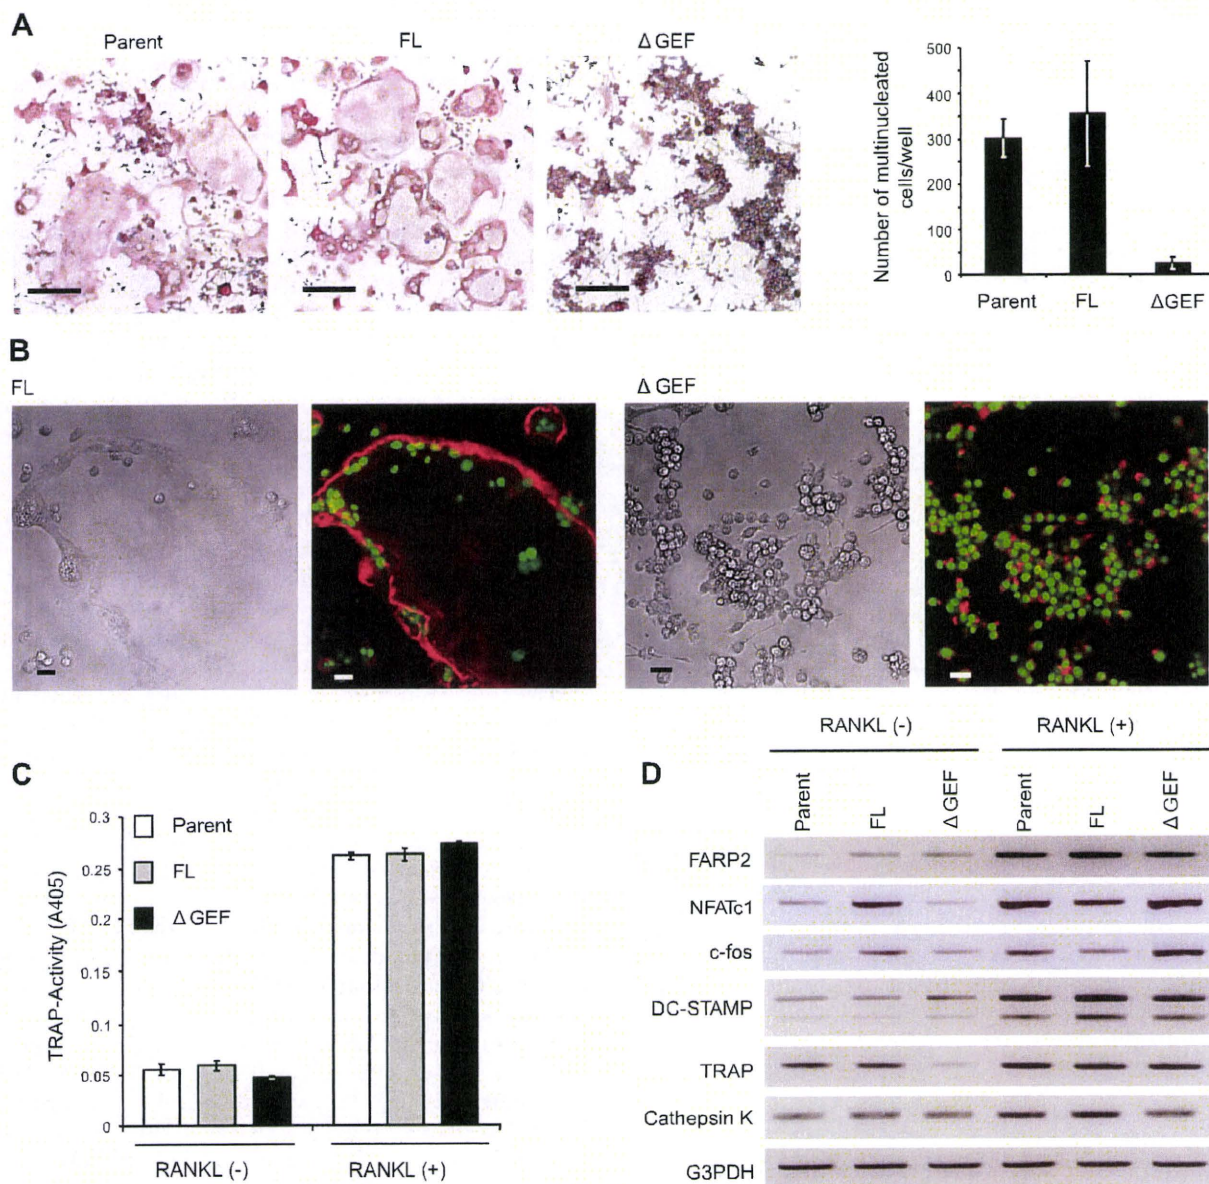 A
Parent
FL
Δ GEF
500
400
300
200
100
0
Number of multinucleated
cells/well
Parent
FL
ΔGEF
B
FL
Δ GEF
C
0.3
0.25
0.2
0.15
0.1
0.05
0
TRAP-Activity (A405)
Parent
FL
Δ GEF
RANKL (-)
RANKL (+)
D
RANKL (-)
RANKL (+)
Parent
FL
Δ GEF
Parent
FL
Δ GEF
FARP2
NFATc1
c-fos
DC-STAMP
TRAP
Cathepsin K
G3PDH